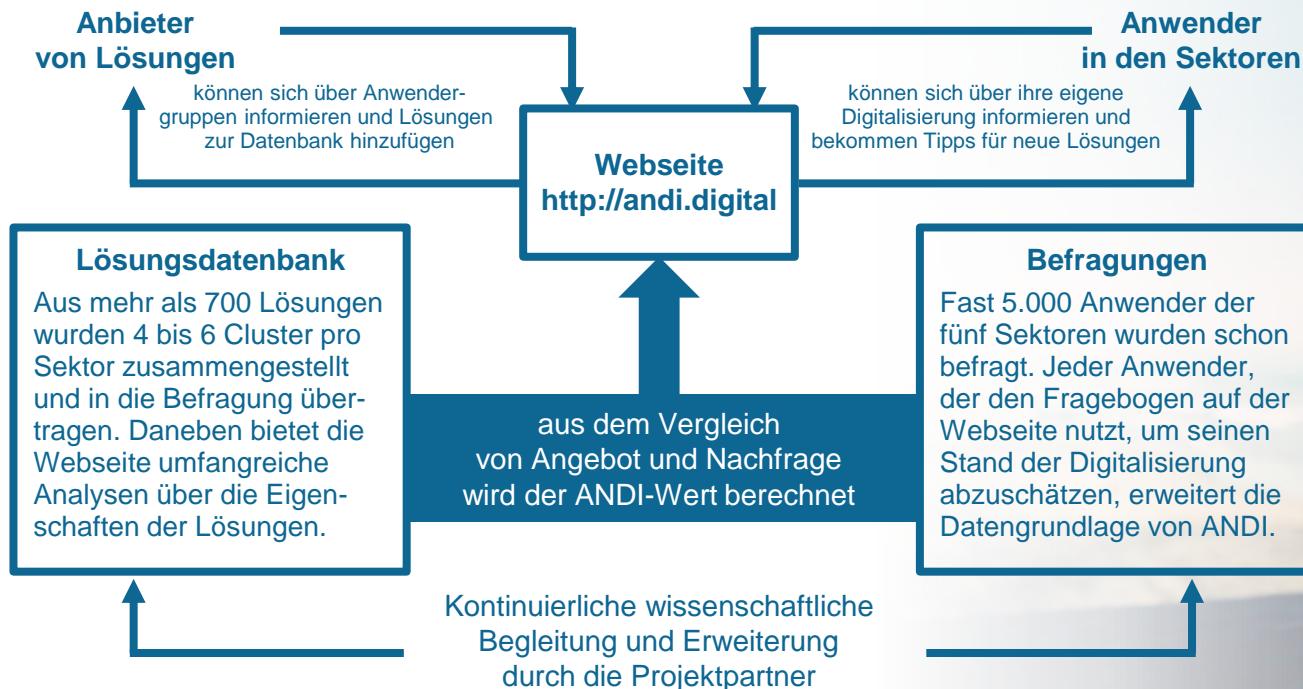 Anbieter
von Lösungen
können sich über Anwender-
gruppen informieren und Lösungen
zur Datenbank hinzufügen
Anwender
in den Sektoren
können sich über ihre eigene
Digitalisierung informieren und
bekommen Tipps für neue Lösungen
Webseite
http://andi.digital
Lösungsdatenbank
Aus mehr als 700 Lösungen
wurden 4 bis 6 Cluster pro
Sektor zusammengestellt
und in die Befragung über-
tragen. Daneben bietet die
Webseite umfangreiche
Analysen über die Eigen-
schaften der Lösungen.
aus dem Vergleich
von Angebot und Nachfrage
wird der ANDI-Wert berechnet
Befragungen
Fast 5.000 Anwender der
fünf Sektoren wurden schon
befragt. Jeder Anwender,
der den Fragebogen auf der
Webseite nutzt, um seinen
Stand der Digitalisierung
abzuschätzen, erweitert die
Datengrundlage von ANDI.
Kontinuierliche wissenschaftliche
Begleitung und Erweiterung
durch die Projektpartner